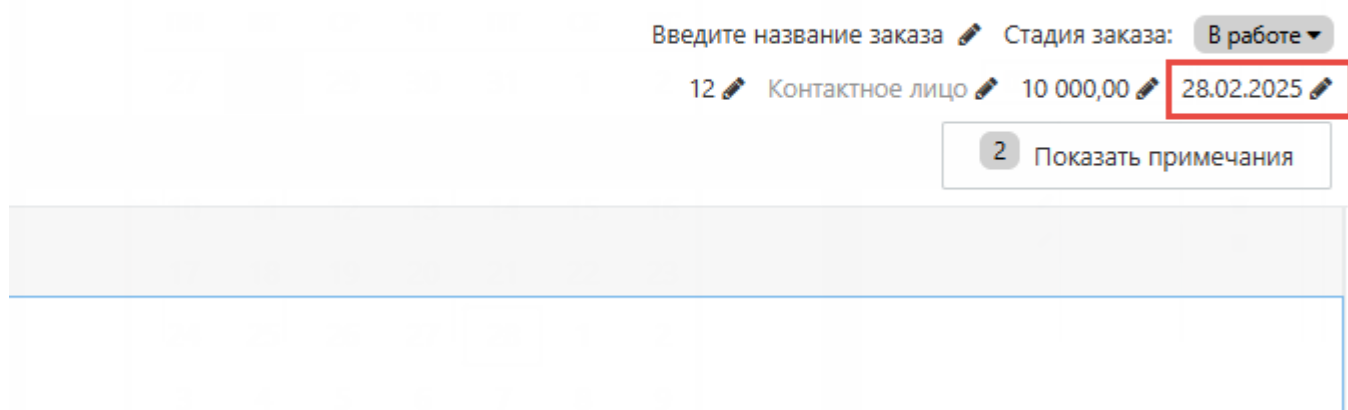 Введите название заказа Стадия заказа: В работе
12 Контактное лицо 10 000,00 28.02.2025
2 Показать примечания